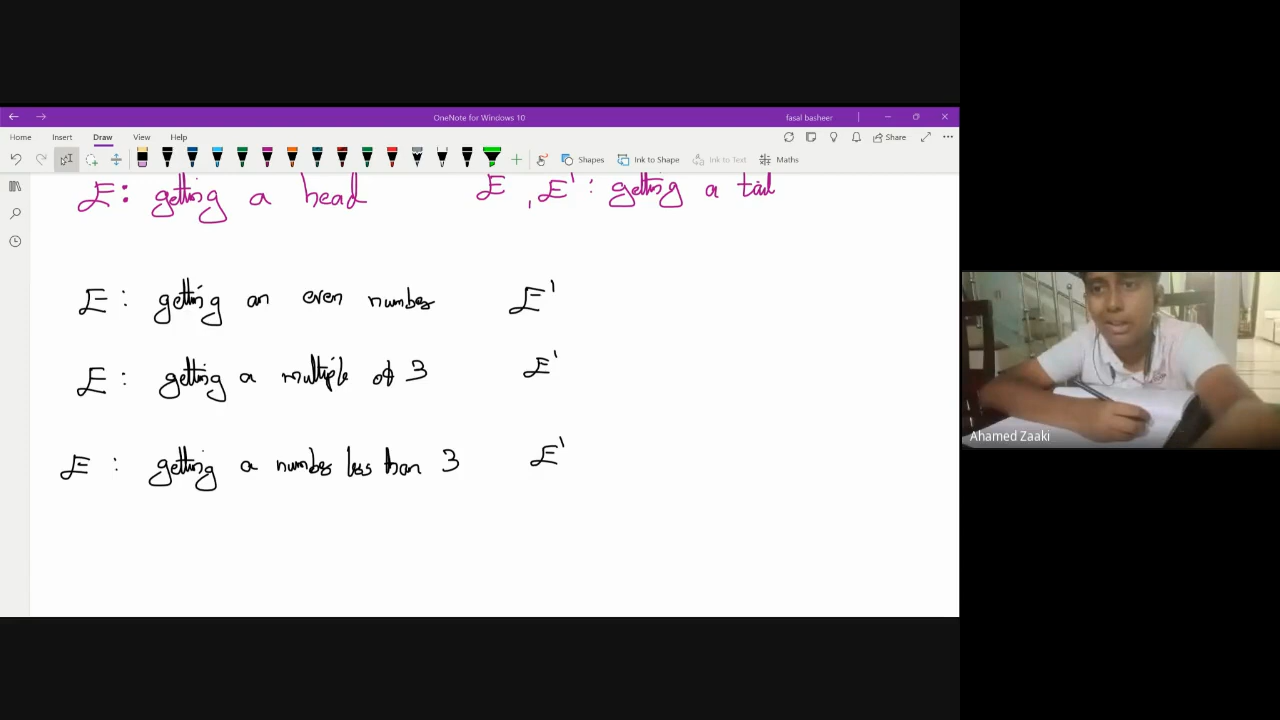 OneNote for Windows 10
fasal basheer
Home Insert Draw View Help
Share
Shapes Ink to Shape Ink to Text Maths
E: getting a head E, E': getting a tail
E: getting an even number E'
E: getting a multiple of 3 E'
E: getting a number less than 3 E'
Ahamed Zaaki